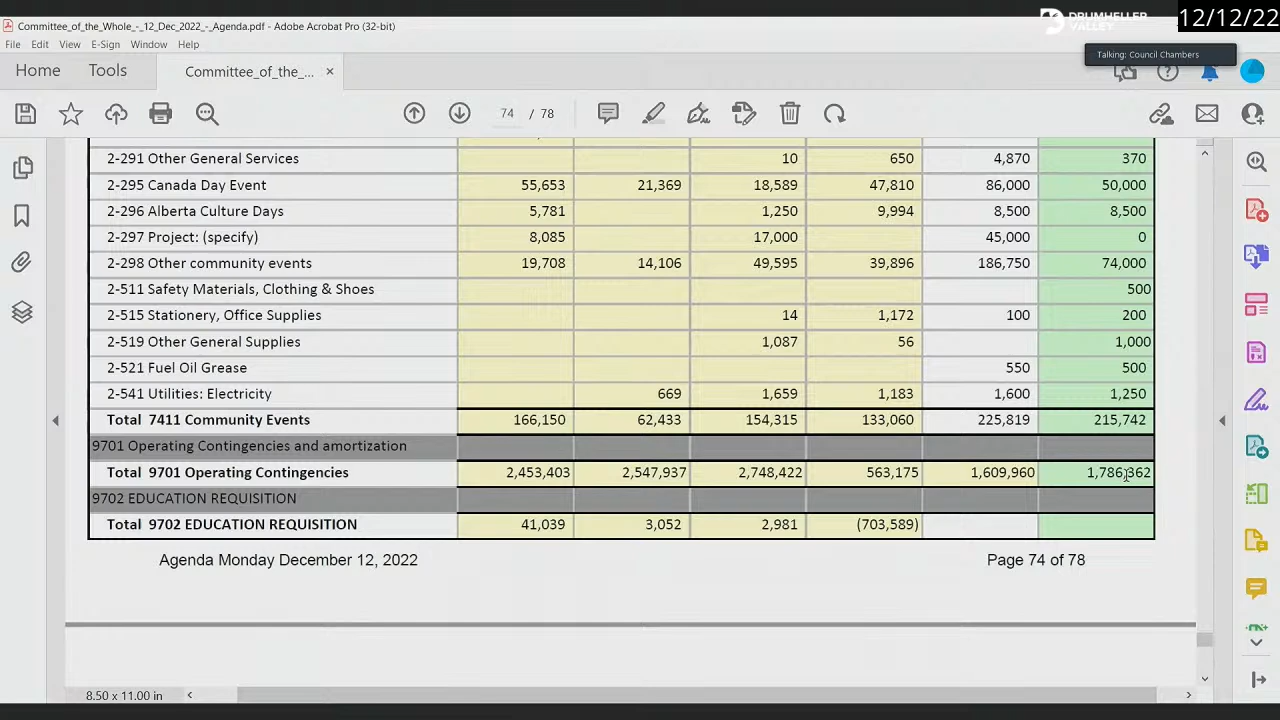 Committee_of_the_Whole_-_12_Dec_2022_-_Agenda.pdf - Adobe Acrobat Pro (32-bit)
DRUMHELLER VALLEY
12/12/22
File Edit View E-Sign Window Help
Talking: Council Chambers
Home Tools Committee_of_the_... ×
74 / 78
2-291 Other General Services 10 650 4,870 370
2-295 Canada Day Event 55,653 21,369 18,589 47,810 86,000 50,000
2-296 Alberta Culture Days 5,781 1,250 9,994 8,500 8,500
2-297 Project: (specify) 8,085 17,000 45,000 0
2-298 Other community events 19,708 14,106 49,595 39,896 186,750 74,000
2-511 Safety Materials, Clothing & Shoes 500
2-515 Stationery, Office Supplies 14 1,172 100 200
2-519 Other General Supplies 1,087 56 1,000
2-521 Fuel Oil Grease 550 500
2-541 Utilities: Electricity 669 1,659 1,183 1,600 1,250
Total 7411 Community Events 166,150 62,433 154,315 133,060 225,819 215,742
9701 Operating Contingencies and amortization
Total 9701 Operating Contingencies 2,453,403 2,547,937 2,748,422 563,175 1,609,960 1,786,362
9702 EDUCATION REQUISITION
Total 9702 EDUCATION REQUISITION 41,039 3,052 2,981 (703,589)
Agenda Monday December 12, 2022 Page 74 of 78
8.50 x 11.00 in